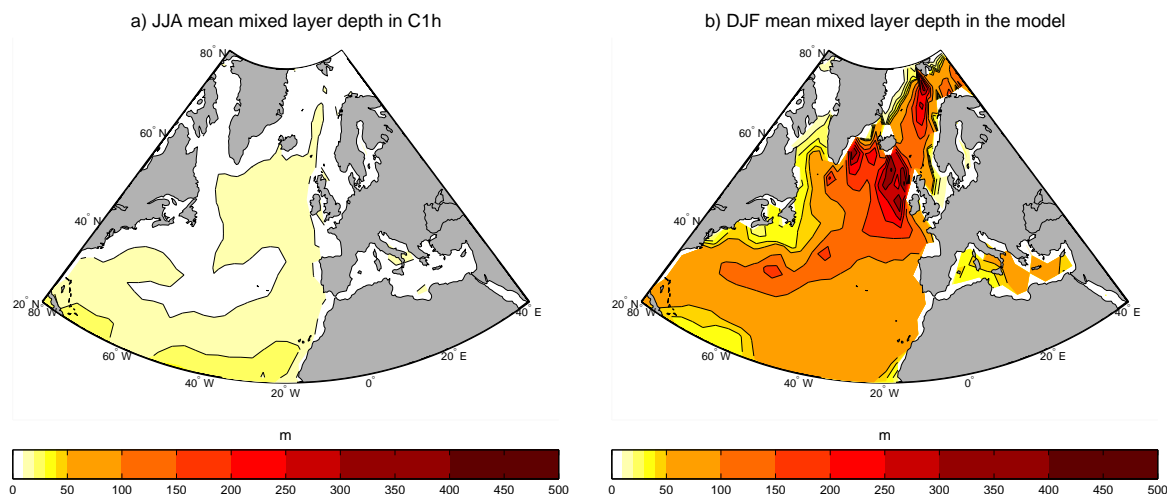 a) JJA mean mixed layer depth in C1h
80° N
60° N
40° N
20° N
80° W
60° W
40° W
20° W
0°
20° E
40° E
m
0 50 100 150 200 250 300 350 400 450 500
b) DJF mean mixed layer depth in the model
80° N
60° N
40° N
20° N
80° W
60° W
40° W
20° W
0°
20° E
40° E
m
0 50 100 150 200 250 300 350 400 450 500